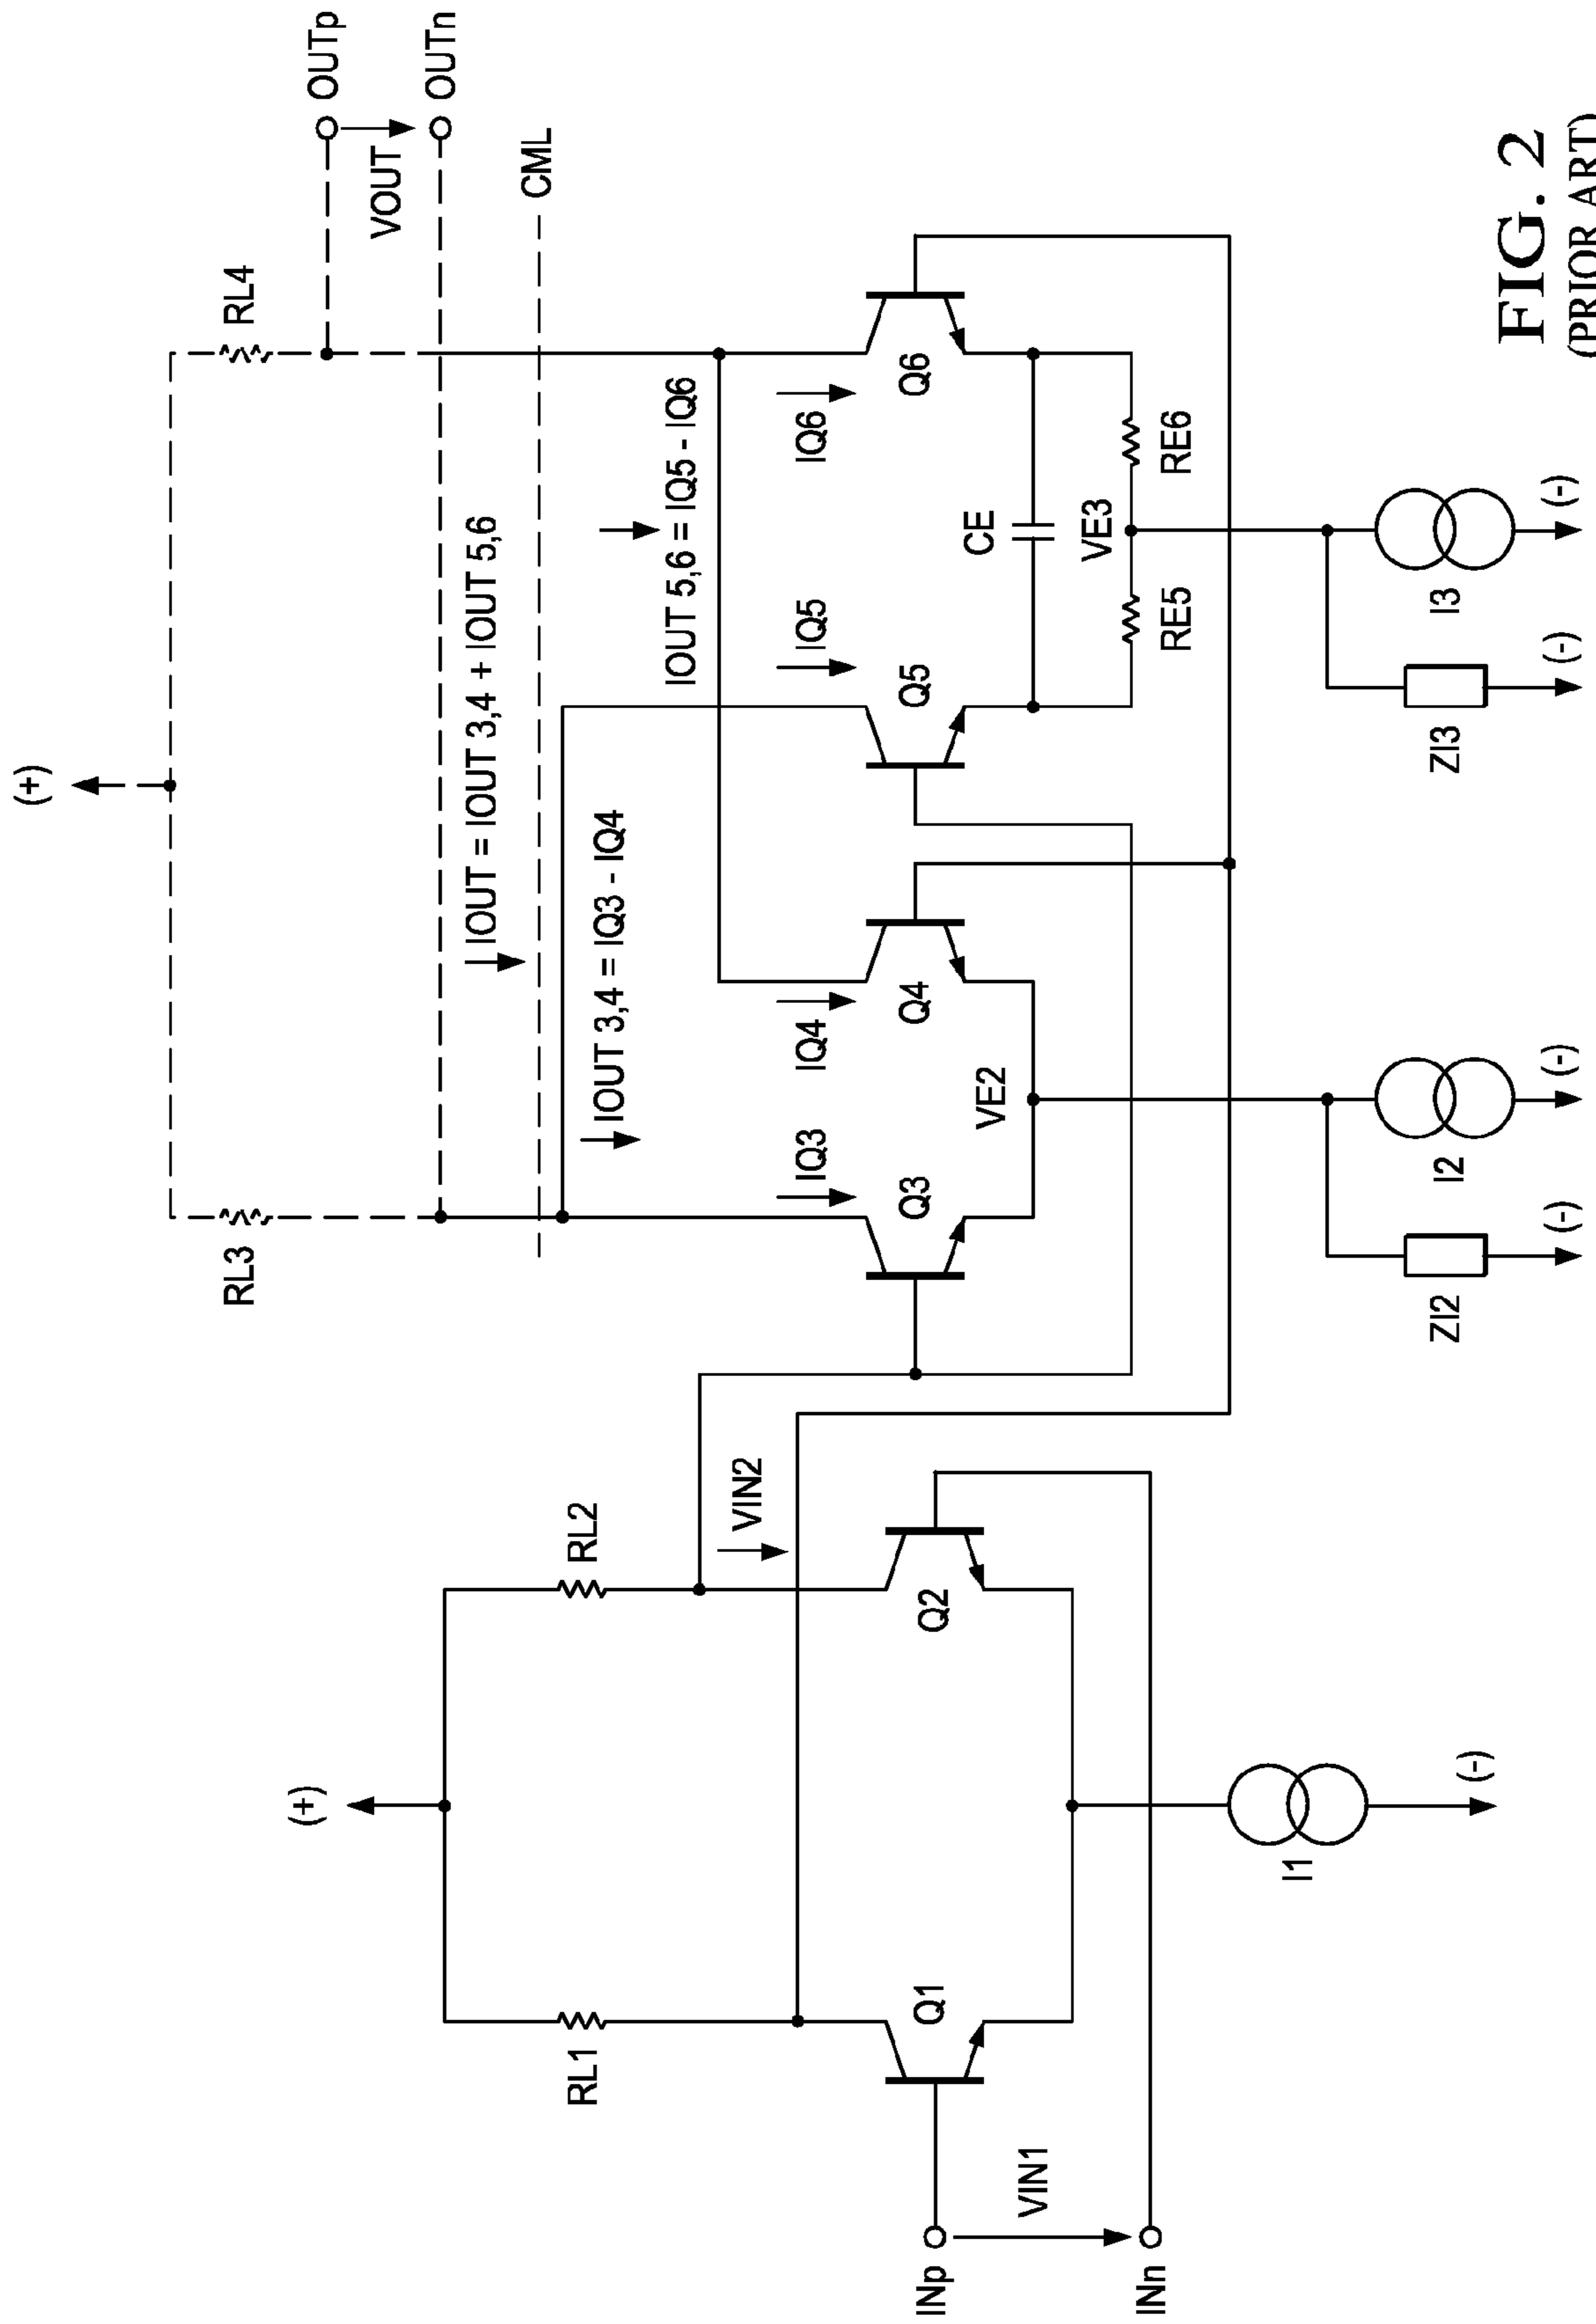 (+)
RL3
RL4
OUTp
VOUT
OUTn
IOUT = IOUT 3,4 + IOUT 5,6
CML
(+)
RL1
RL2
VIN2
IOUT 3,4 = IQ3 - IQ4
IOUT 5,6 = IQ5 - IQ6
IQ3
IQ4
IQ5
IQ6
Q1
Q2
Q3
Q4
Q5
Q6
INp
VIN1
INn
VE2
CE
VE3
RE5
RE6
I1
(-)
ZI2
I2
ZI3
I3
(-)
(-)
(-)
(-)
FIG. 2
(PRIOR ART)